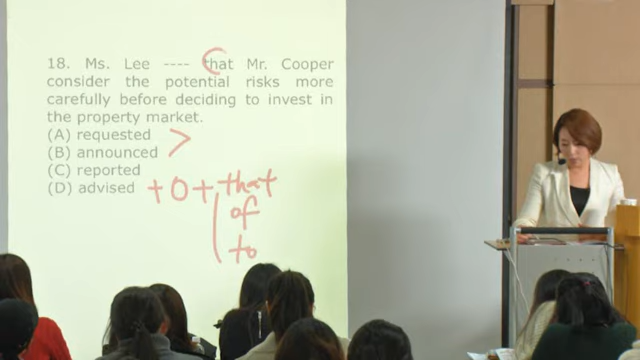 18. Ms. Lee ---- that Mr. Cooper
consider the potential risks more
carefully before deciding to invest in
the property market.
(A) requested
(B) announced >
(C) reported
(D) advised + O + that
of
to